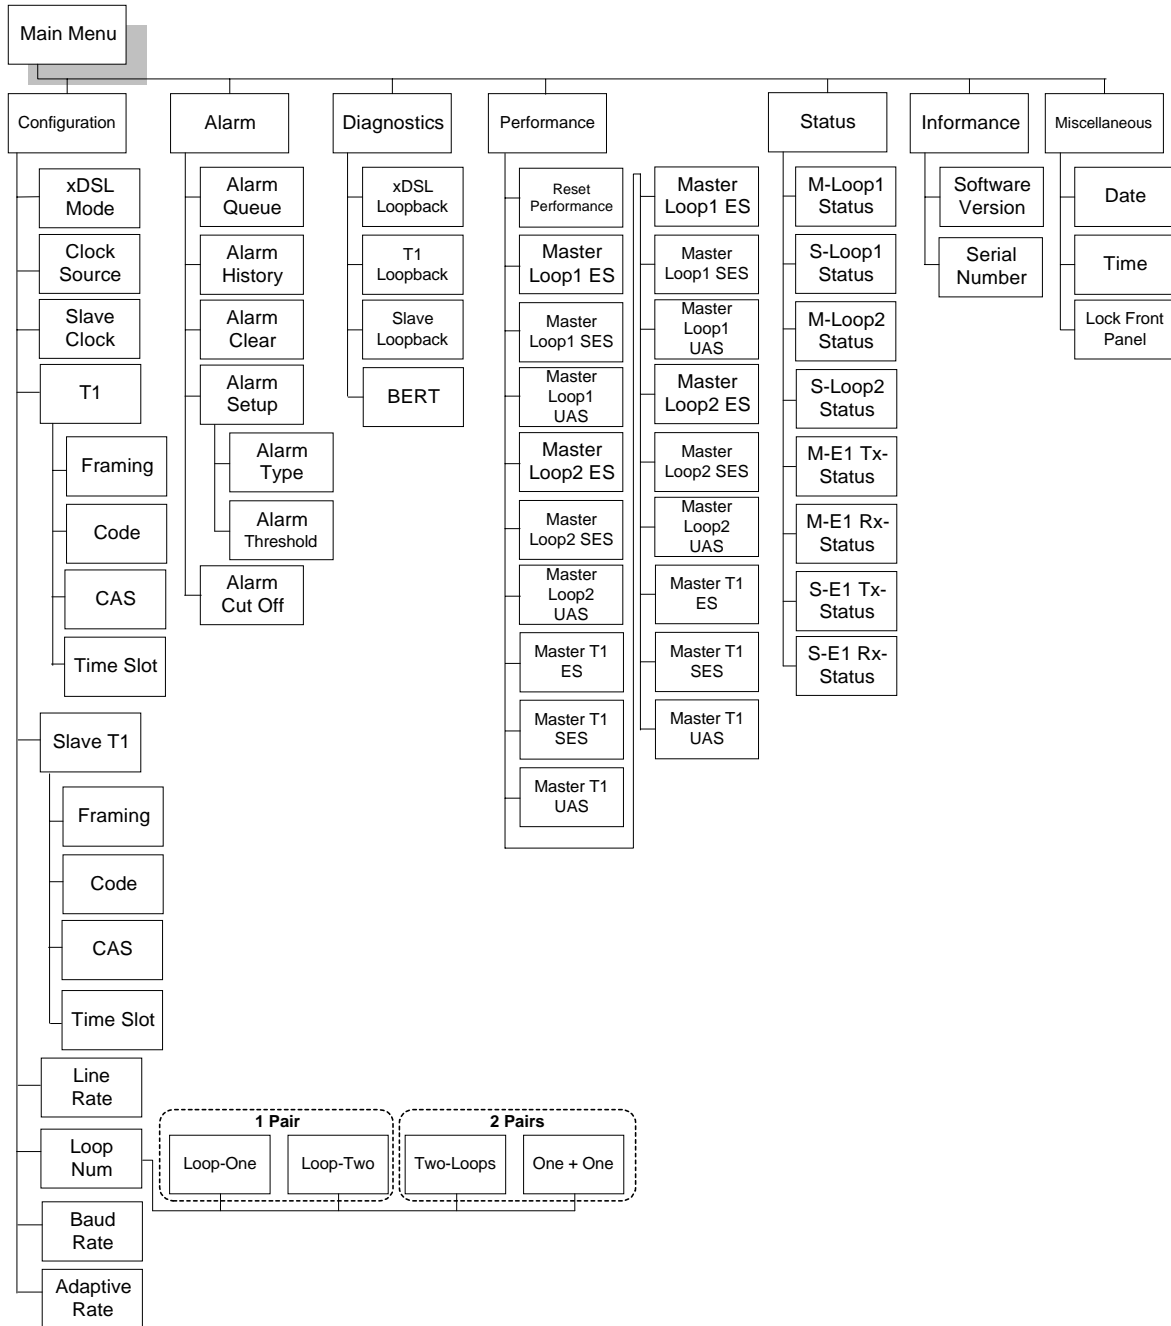 Main Menu
Configuration
Alarm
Diagnostics
Performance
Status
Informance
Miscellaneous
xDSL
Mode
Clock
Source
Slave
Clock
T1
Framing
Code
CAS
Time Slot
Slave T1
Framing
Code
CAS
Time Slot
Line
Rate
Loop
Num
1 Pair
Loop-One
Loop-Two
2 Pairs
Two-Loops
One + One
Baud
Rate
Adaptive
Rate
Alarm
Queue
Alarm
History
Alarm
Clear
Alarm
Setup
Alarm
Type
Alarm
Threshold
Alarm
Cut Off
xDSL
Loopback
T1
Loopback
Slave
Loopback
BERT
Reset
Performance
Master
Loop1 ES
Master
Loop1 SES
Master
Loop1
UAS
Master
Loop2 ES
Master
Loop2 SES
Master
Loop2
UAS
Master T1
ES
Master T1
SES
Master T1
UAS
Master
Loop1 ES
Master
Loop1 SES
Master
Loop1
UAS
Master
Loop2 ES
Master
Loop2 SES
Master
Loop2
UAS
Master T1
ES
Master T1
SES
Master T1
UAS
M-Loop1
Status
S-Loop1
Status
M-Loop2
Status
S-Loop2
Status
M-E1 Tx-
Status
M-E1 Rx-
Status
S-E1 Tx-
Status
S-E1 Rx-
Status
Software
Version
Serial
Number
Date
Time
Lock Front
Panel